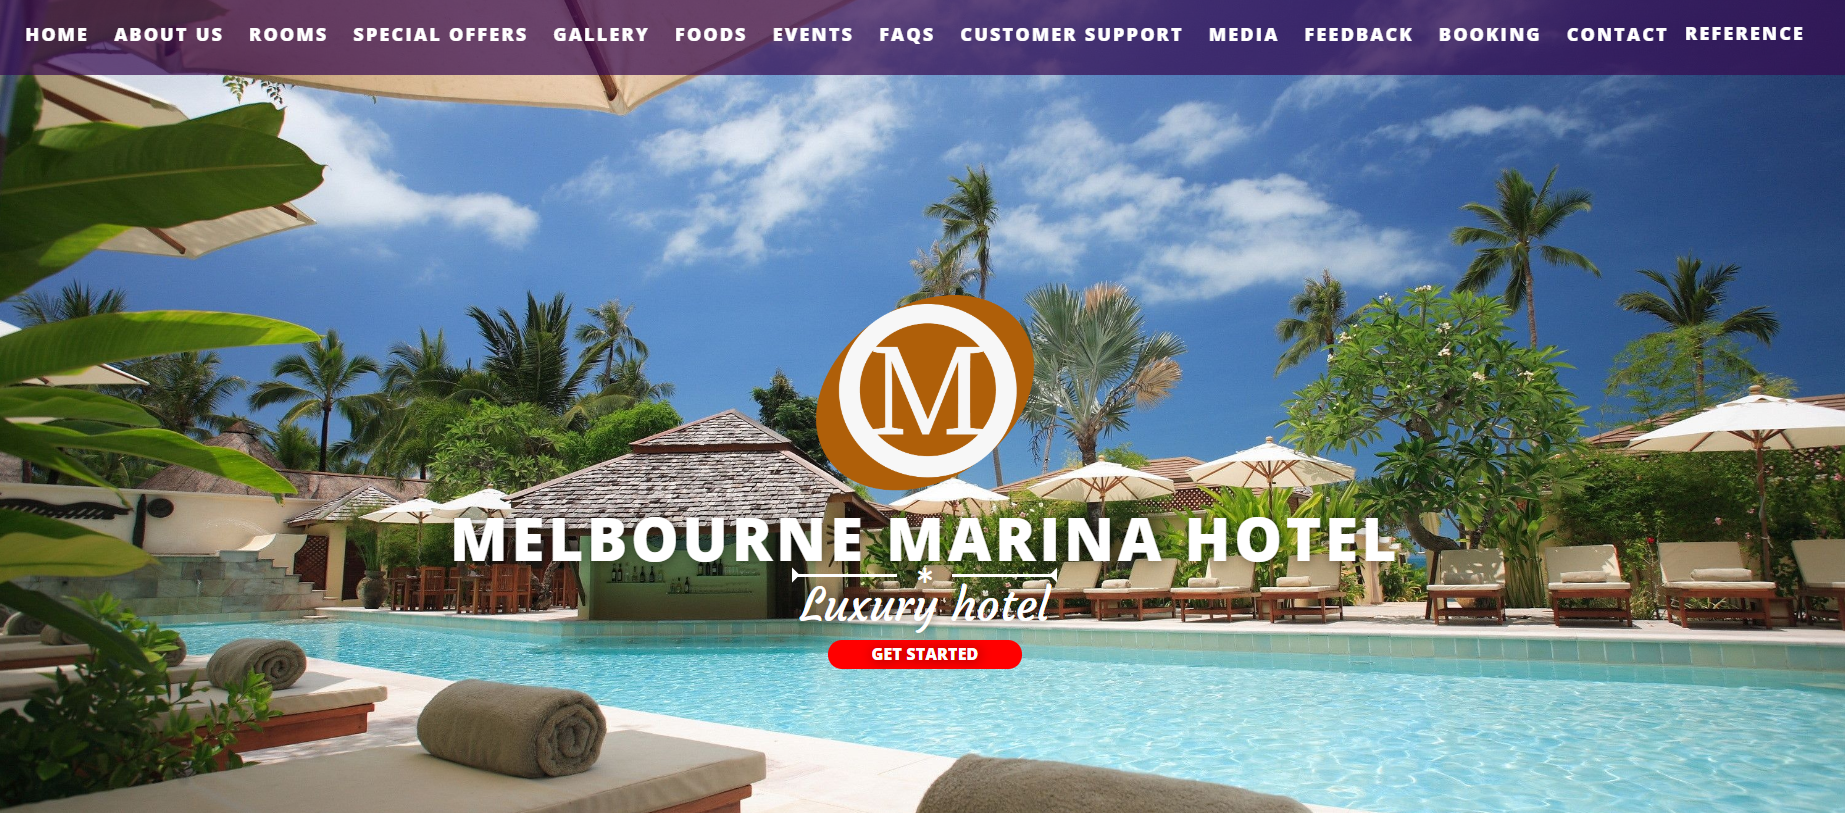 HOME ABOUT US ROOMS SPECIAL OFFERS GALLERY FOODS EVENTS FAQS CUSTOMER SUPPORT MEDIA FEEDBACK BOOKING CONTACT REFERENCE
M
MELBOURNE MARINA HOTEL
*
Luxury hotel
GET STARTED